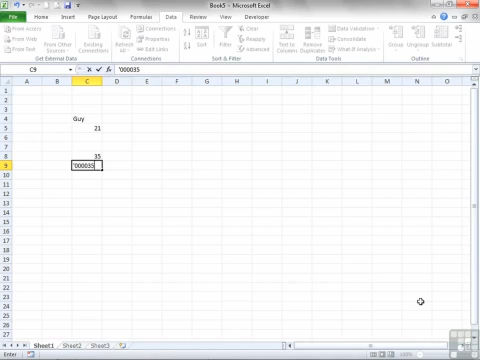 Book5 - Microsoft Excel
File Home Insert Page Layout Formulas Data Review View Developer
From Access
From Web
From Text
From Other Sources
Existing Connections
Refresh All
Connections
Properties
Edit Links
Sort
Filter
Clear
Reapply
Advanced
Text to Columns
Remove Duplicates
Data Validation
Consolidate
What-If Analysis
Group Ungroup Subtotal
Get External Data Connections Sort & Filter Data Tools Outline
C9 fx '000035
A B C D E F G H I J K L M N O
1
2
3
4 Guy
5 21
6
7
8 35
9 '000035
10
11
12
13
14
15
16
17
18
19
20
21
22
23
24
25
26
27
Sheet1 Sheet2 Sheet3
Enter